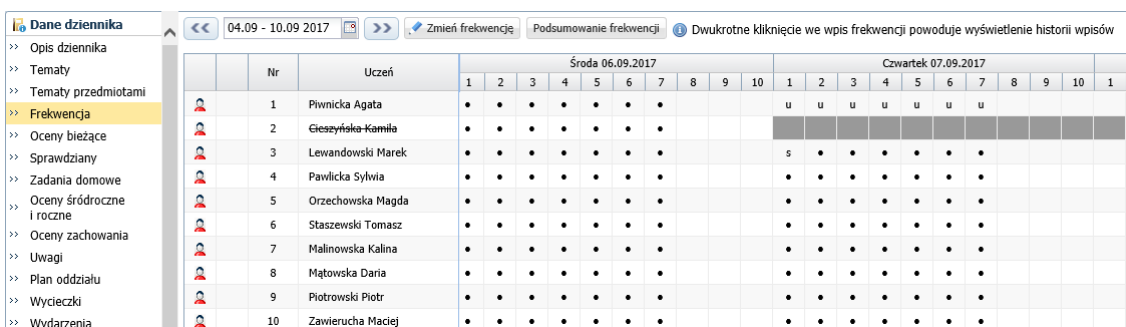 Dane dziennika
Opis dziennika
Tematy
Tematy przedmiotami
Frekwencja
Oceny bieżące
Sprawdziany
Zadania domowe
Oceny śródroczne
i roczne
Oceny zachowania
Uwagi
Plan oddziału
Wycieczki
Wydarzenia
04.09 - 10.09 2017 Zmień frekwencję Podsumowanie frekwencji Dwukrotne kliknięcie we wpis frekwencji powoduje wyświetlenie historii wpisów
Nr Uczeń Środa 06.09.2017 Czwartek 07.09.2017
1 2 3 4 5 6 7 8 9 10 1 2 3 4 5 6 7 8 9 10 1
1 Piwnicka Agata • • • • • • • u u u u u u u
2 Cieszyńska Kamila • • • • • • •
3 Lewandowski Marek • • • • • • • s • • • • • •
4 Pawlicka Sylwia • • • • • • • • • • • • • •
5 Orzechowska Magda • • • • • • • • • • • • • •
6 Staszewski Tomasz • • • • • • • • • • • • • •
7 Malinowska Kalina • • • • • • • • • • • • • •
8 Mątowska Daria • • • • • • • • • • • • • •
9 Piotrowski Piotr • • • • • • • • • • • • • •
10 Zawierucha Maciej • • • • • • • • • • • • • •